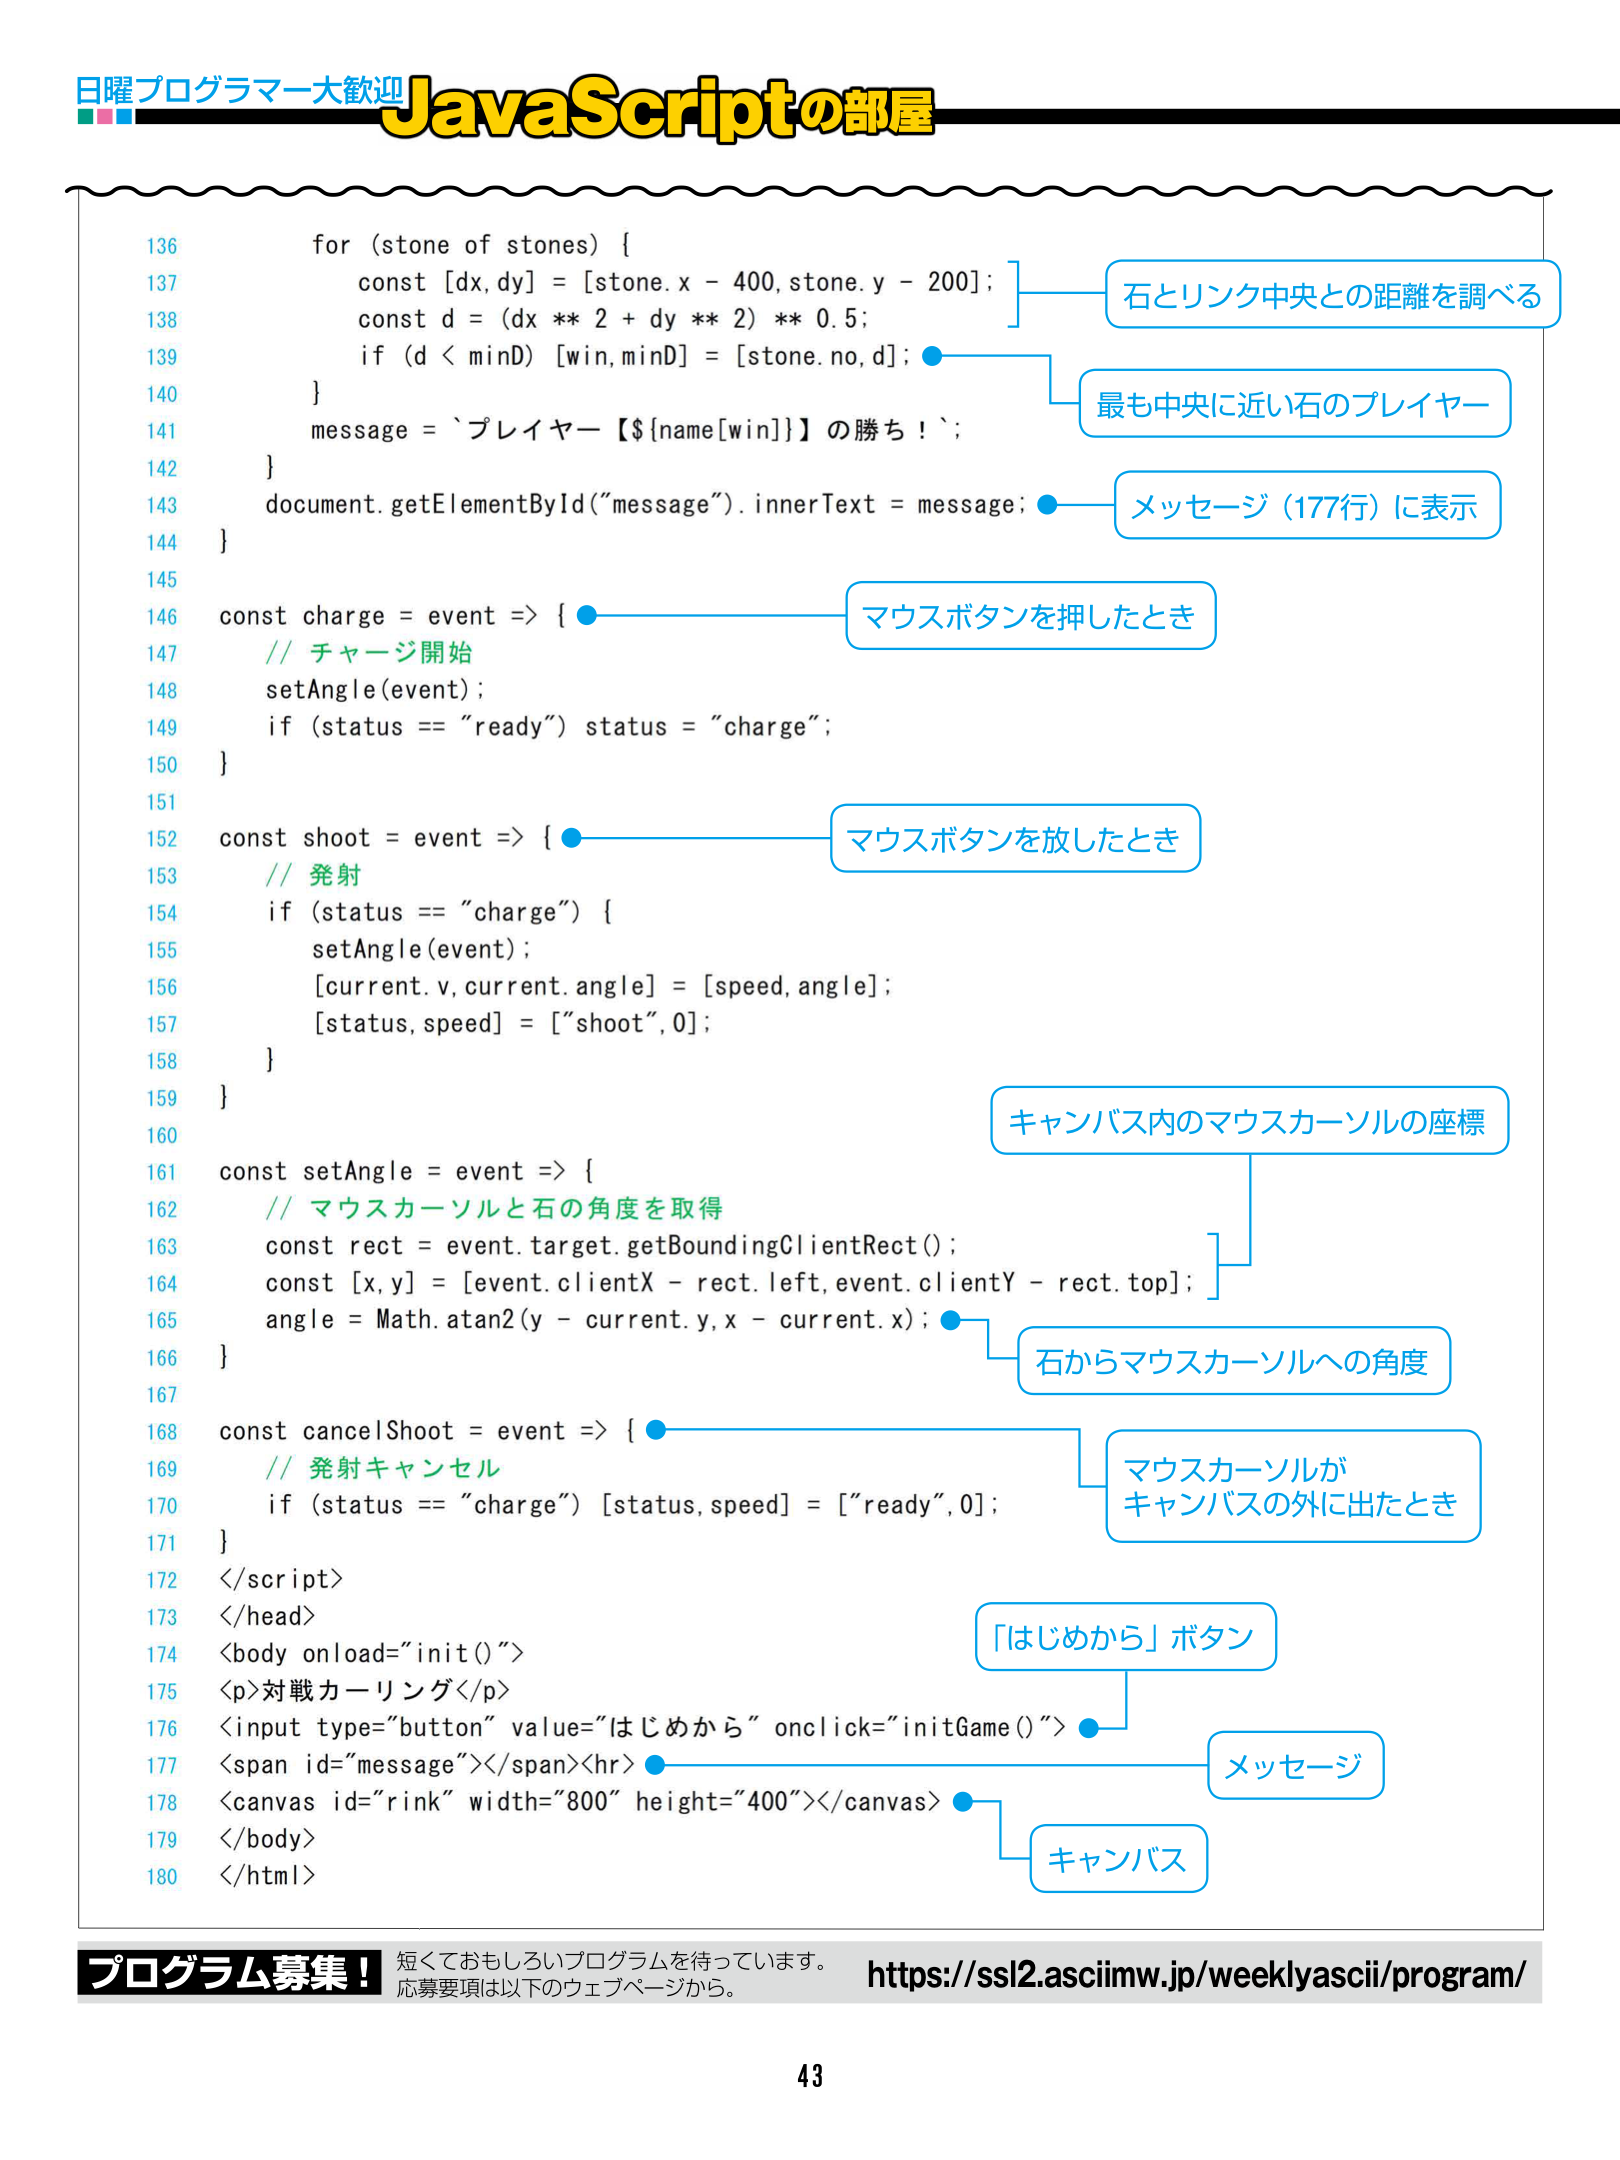 日曜プログラマー大歓迎
JavaScriptの部屋
136 for (stone of stones) {
137 const [dx,dy] = [stone.x - 400,stone.y - 200];
石とリンク中央との距離を調べる
138 const d = (dx ** 2 + dy ** 2) ** 0.5;
139 if (d < minD) [win,minD] = [stone.no,d];
最も中央に近い石のプレイヤー
140 }
141 message = `プレイヤー【${name[win]}】の勝ち！`;
142 }
143 document.getElementById("message").innerText = message;
メッセージ（177行）に表示
144 }
145
146 const charge = event => {
マウスボタンを押したとき
147 // チャージ開始
148 setAngle(event);
149 if (status == "ready") status = "charge";
150 }
151
152 const shoot = event => {
マウスボタンを放したとき
153 // 発射
154 if (status == "charge") {
155 setAngle(event);
156 [current.v,current.angle] = [speed,angle];
157 [status,speed] = ["shoot",0];
158 }
159 }
160
キャンバス内のマウスカーソルの座標
161 const setAngle = event => {
162 // マウスカーソルと石の角度を取得
163 const rect = event.target.getBoundingClientRect();
164 const [x,y] = [event.clientX - rect.left,event.clientY - rect.top];
165 angle = Math.atan2(y - current.y,x - current.x);
石からマウスカーソルへの角度
166 }
167
168 const cancelShoot = event => {
マウスカーソルが
キャンバスの外に出たとき
169 // 発射キャンセル
170 if (status == "charge") [status,speed] = ["ready",0];
171 }
172 </script>
173 </head>
174 <body onload="init()">
「はじめから」ボタン
175 <p>対戦カーリング</p>
176 <input type="button" value="はじめから" onclick="initGame()">
177 <span id="message"></span><hr>
メッセージ
178 <canvas id="rink" width="800" height="400"></canvas>
キャンバス
179 </body>
180 </html>
プログラム募集！
短くておもしろいプログラムを待っています。
応募要項は以下のウェブページから。
https://ssl2.asciimw.jp/weeklyascii/program/
43